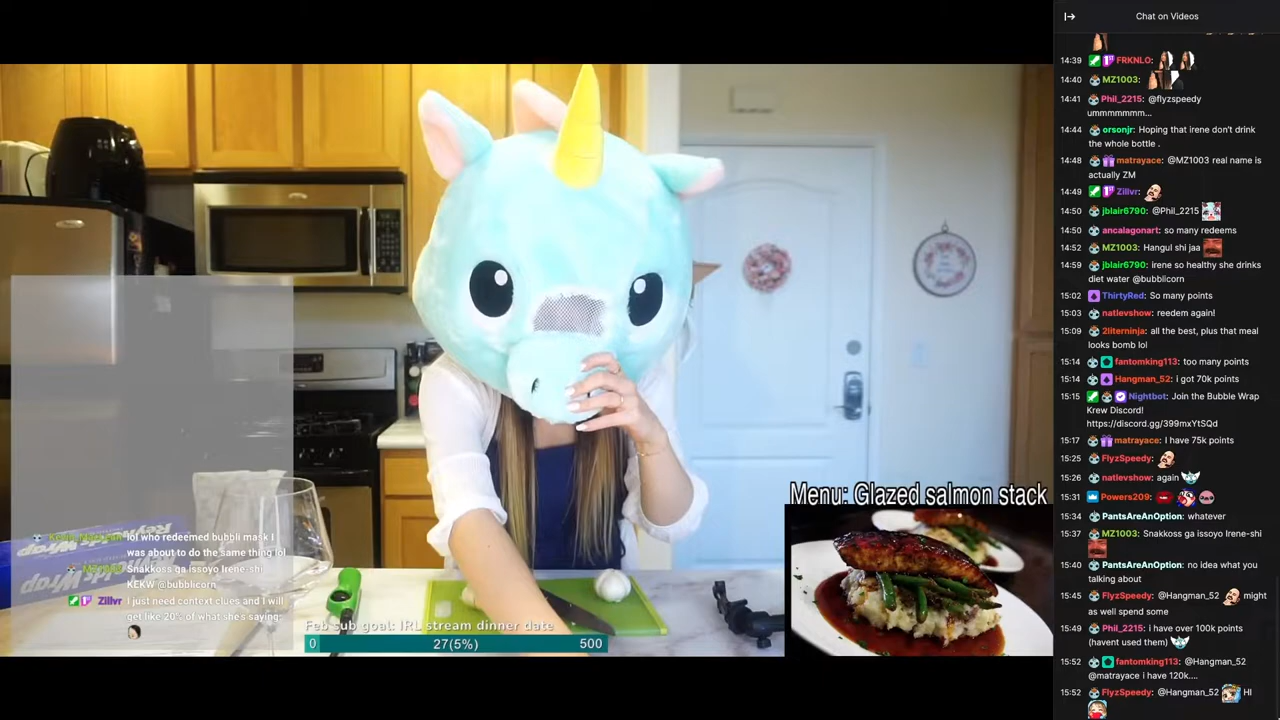 Chat on Videos
14:39 FRKNLO:
14:40 MZ1003:
14:41 Phil_2215: @flyzspeedy
ummmmmmm...
14:44 orsonjr: Hoping that irene don't drink
the whole bottle .
14:48 matrayace: @MZ1003 real name is
actually ZM
14:49 Zillvr:
14:50 jblair6790: @Phil_2215
14:50 ancalagonart: so many redeems
14:52 MZ1003: Hangul shi jaa
14:59 jblair6790: irene so healthy she drinks
diet water @bubblicorn
15:02 ThirtyRed: So many points
15:03 natlevshow: reedem again!
15:09 2literninja: all the best, plus that meal
looks bomb lol
15:14 fantomking113: too many points
15:14 Hangman_52: i got 70k points
15:15 Nightbot: Join the Bubble Wrap
Krew Discord!
https://discord.gg/399mxYtSQd
15:17 matrayace: I have 75k points
15:25 FlyzSpeedy:
15:26 natlevshow: again
15:31 Powers209:
15:34 PantsAreAnOption: whatever
15:37 MZ1003: Snakkoss ga issoyo Irene-shi
15:40 PantsAreAnOption: no idea what you
talking about
15:45 FlyzSpeedy: @Hangman_52 might
as well spend some
15:49 Phil_2215: i have over 100k points
(havent used them)
15:52 fantomking113: @Hangman_52
@matrayace i have 120k....
15:52 FlyzSpeedy: @Hangman_52 HI
Menu: Glazed salmon stack
lol who redeemed bubbli mask I
was about to do the same thing lol
Snakkoss ga issoyo Irene-shi
KEKW @bubblicorn
Zillvr i just need context clues and I will
get like 20% of what she's saying
Feb sub goal: IRL stream dinner date
0 27(5%) 500
Wrap